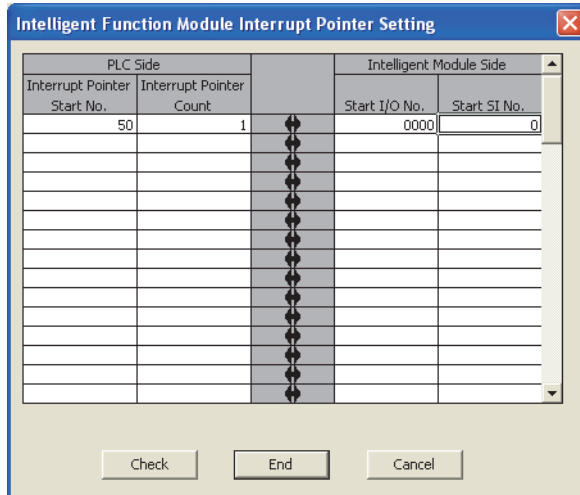 Intelligent Function Module Interrupt Pointer Setting
PLC Side Intelligent Module Side
Interrupt Pointer Interrupt Pointer
Start No. Count Start I/O No. Start SI No.
50 1 0000 0
Check End Cancel